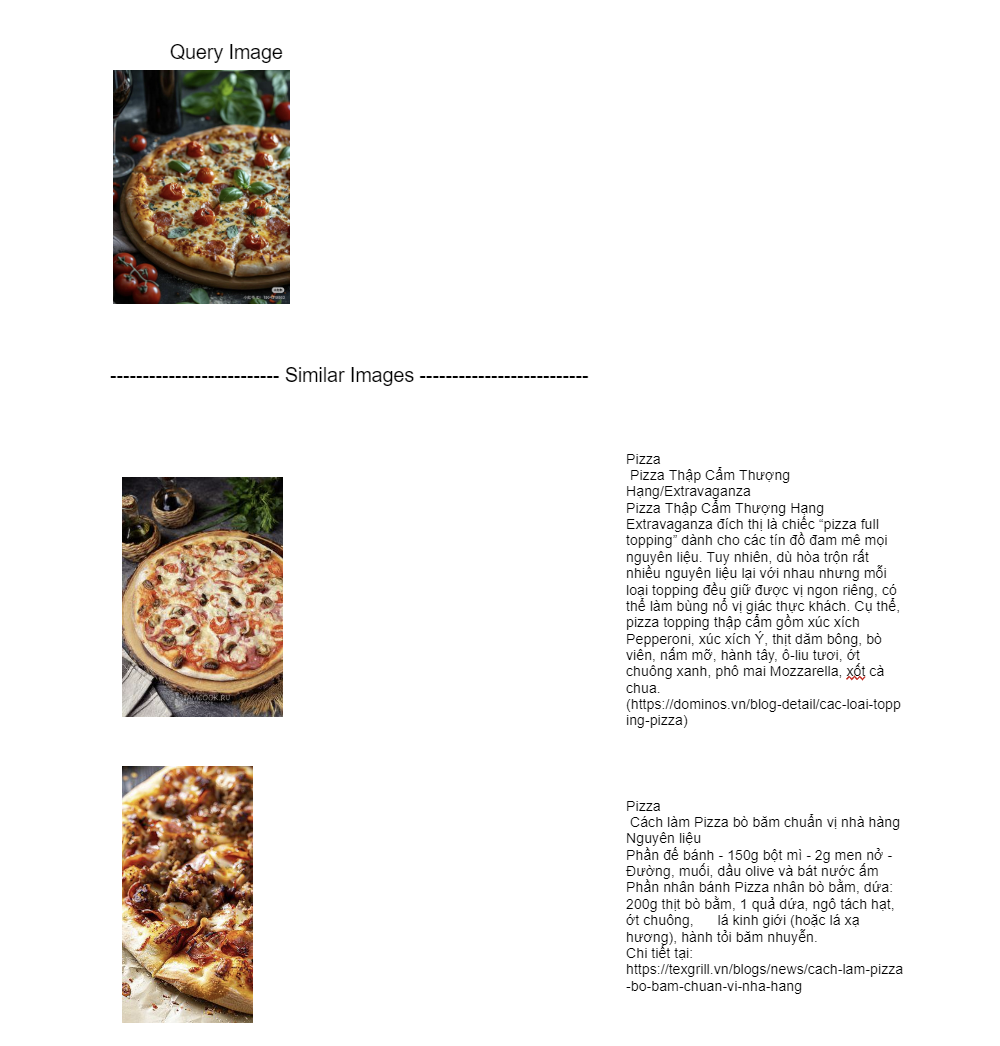 Query Image
-------------------------- Similar Images --------------------------
Pizza
Pizza Thập Cẩm Thượng
Hạng/Extravaganza
Pizza Thập Cẩm Thượng Hạng
Extravaganza đích thị là chiếc “pizza full
topping” dành cho các tín đồ đam mê mọi
nguyên liệu. Tuy nhiên, dù hòa trộn rất
nhiều nguyên liệu lại với nhau nhưng mỗi
loại topping đều giữ được vị ngon riêng, có
thể làm bùng nổ vị giác thực khách. Cụ thể,
pizza topping thập cẩm gồm xúc xích
Pepperoni, xúc xích Ý, thịt dăm bông, bò
viên, nấm mỡ, hành tây, ô-liu tươi, ớt
chuông xanh, phô mai Mozzarella, xốt cà
chua.
(https://dominos.vn/blog-detail/cac-loai-topp
ing-pizza)
IAMCOOK.RU
Pizza
Cách làm Pizza bò băm chuẩn vị nhà hàng
Nguyên liệu
Phần đế bánh - 150g bột mì - 2g men nở -
Đường, muối, dầu olive và bát nước ấm
Phần nhân bánh Pizza nhân bò bằm, dứa:
200g thịt bò bằm, 1 quả dứa, ngô tách hạt,
ớt chuông, lá kinh giới (hoặc lá xạ
hương), hành tỏi băm nhuyễn.
Chi tiết tại:
https://texgrill.vn/blogs/news/cach-lam-pizza
-bo-bam-chuan-vi-nha-hang